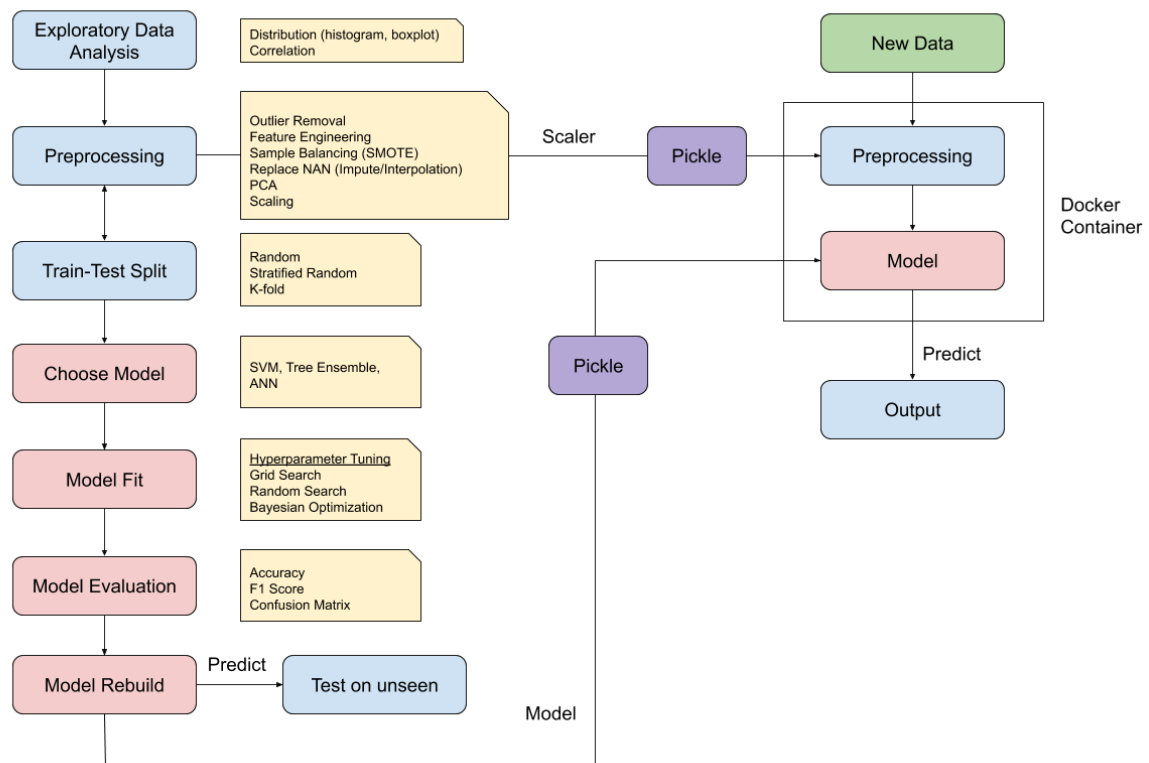 Exploratory Data
Analysis
Distribution (histogram, boxplot)
Correlation
New Data
Preprocessing
Outlier Removal
Feature Engineering
Sample Balancing (SMOTE)
Replace NAN (Impute/Interpolation)
PCA
Scaling
Scaler
Pickle
Preprocessing
Docker
Container
Train-Test Split
Random
Stratified Random
K-fold
Model
Choose Model
SVM, Tree Ensemble,
ANN
Pickle
Predict
Output
Model Fit
Hyperparameter Tuning
Grid Search
Random Search
Bayesian Optimization
Model Evaluation
Accuracy
F1 Score
Confusion Matrix
Model Rebuild
Predict
Test on unseen
Model